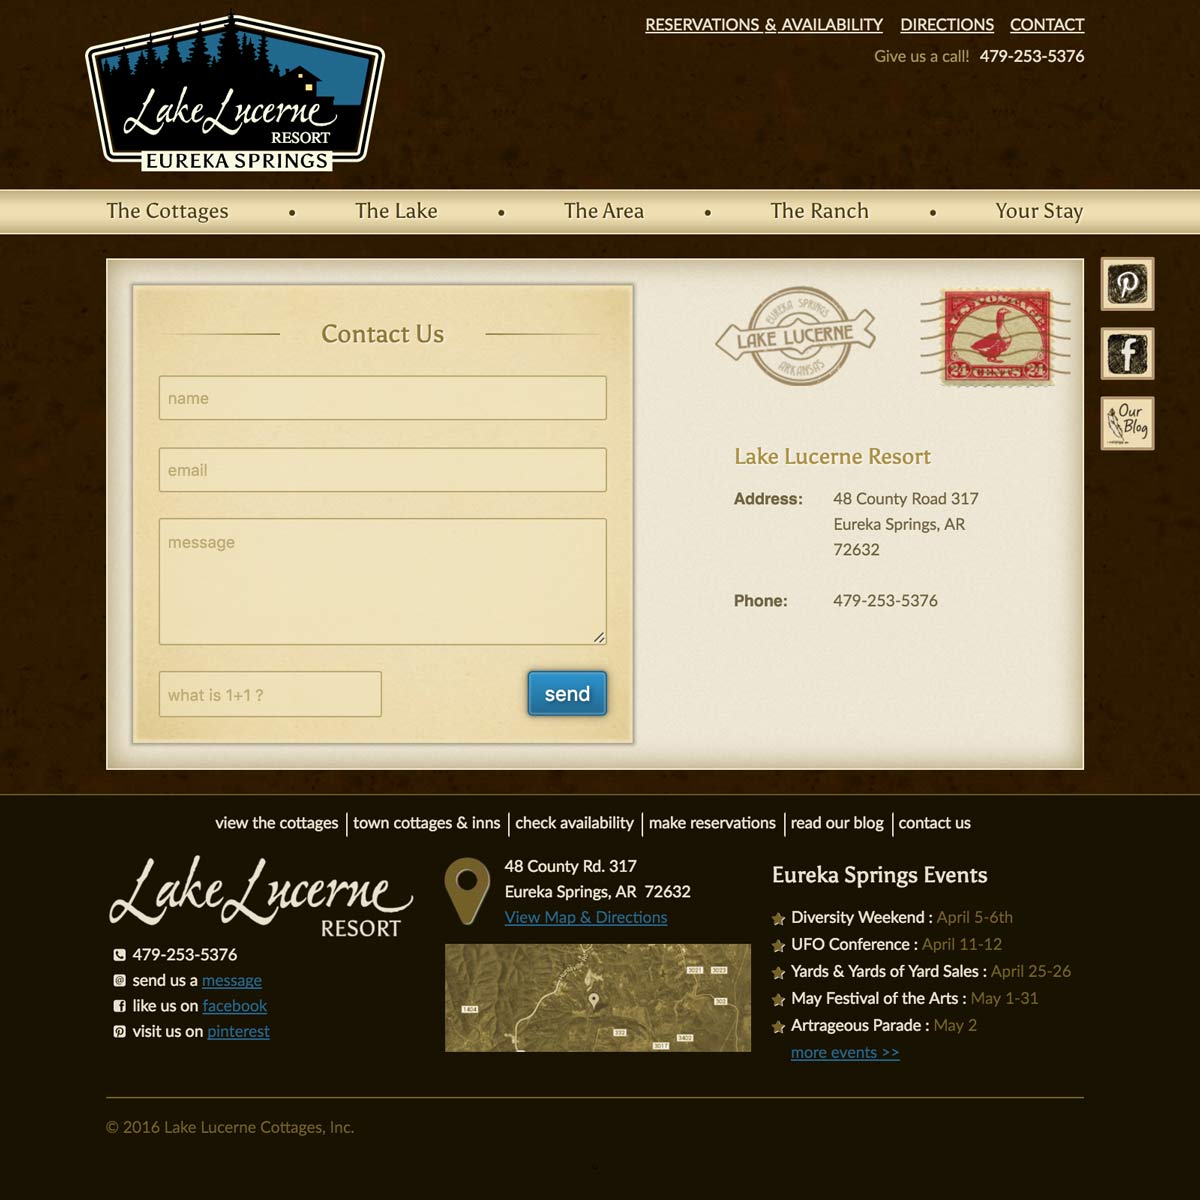 Lake Lucerne
RESORT
EUREKA SPRINGS
RESERVATIONS & AVAILABILITY DIRECTIONS CONTACT
Give us a call! 479-253-5376
The Cottages • The Lake • The Area • The Ranch • Your Stay
Contact Us
name
email
message
what is 1+1 ?
send
EUREKA SPRINGS
LAKE LUCERNE
ARKANSAS
U.S. POSTAGE
24 CENTS 24
Lake Lucerne Resort
Address: 48 County Road 317
Eureka Springs, AR
72632
Phone: 479-253-5376
Our
Blog
view the cottages | town cottages & inns | check availability | make reservations | read our blog | contact us
Lake Lucerne
RESORT
479-253-5376
send us a message
like us on facebook
visit us on pinterest
48 County Rd. 317
Eureka Springs, AR 72632
View Map & Directions
3021 3023
1404
302
332
3402
3017
Eureka Springs Events
Diversity Weekend : April 5-6th
UFO Conference : April 11-12
Yards & Yards of Yard Sales : April 25-26
May Festival of the Arts : May 1-31
Artrageous Parade : May 2
more events >>
© 2016 Lake Lucerne Cottages, Inc.